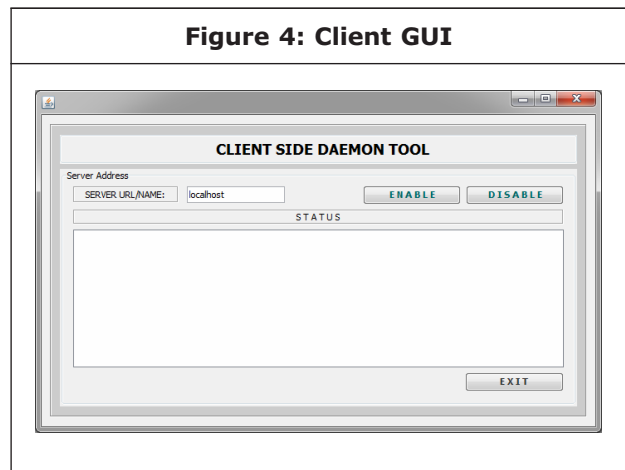 Figure 4: Client GUI
CLIENT SIDE DAEMON TOOL
Server Address
SERVER URL/NAME: localhost ENABLE DISABLE
STATUS
EXIT